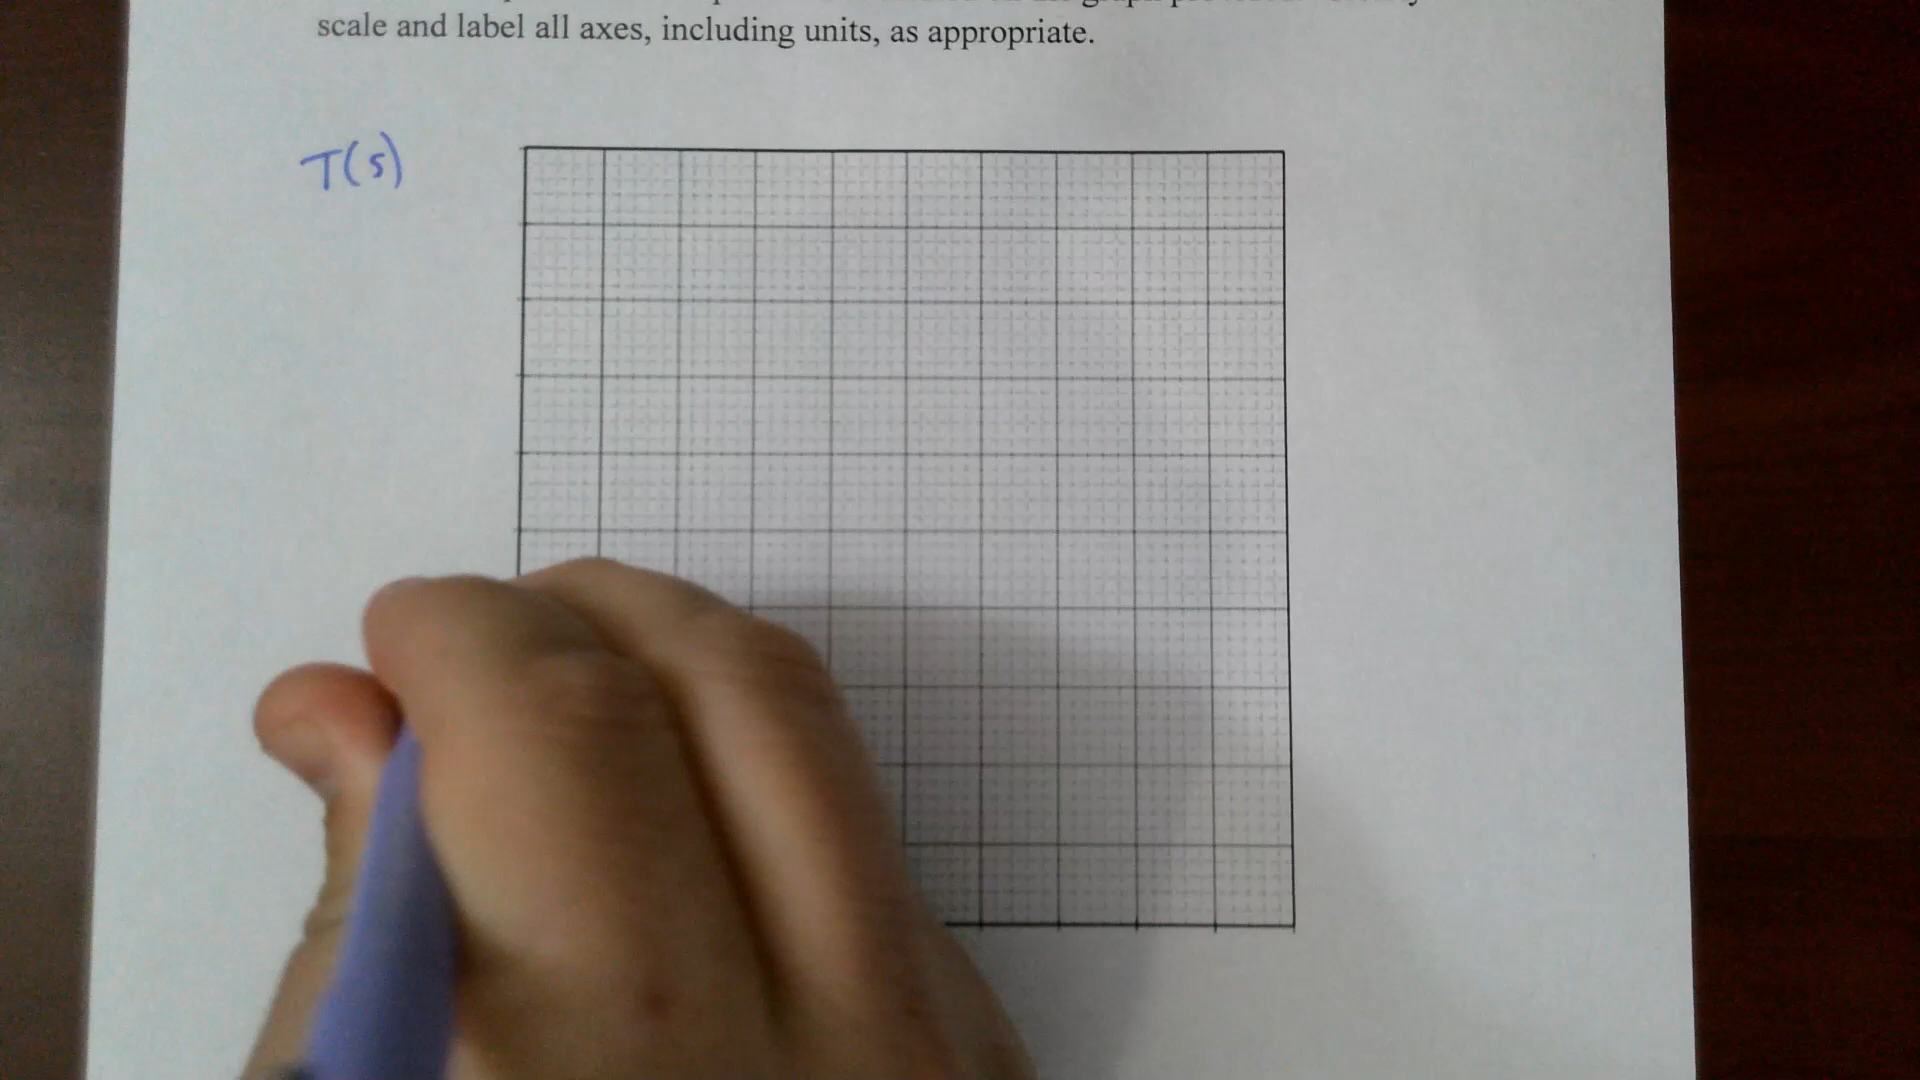 scale and label all axes, including units, as appropriate.
T(s)